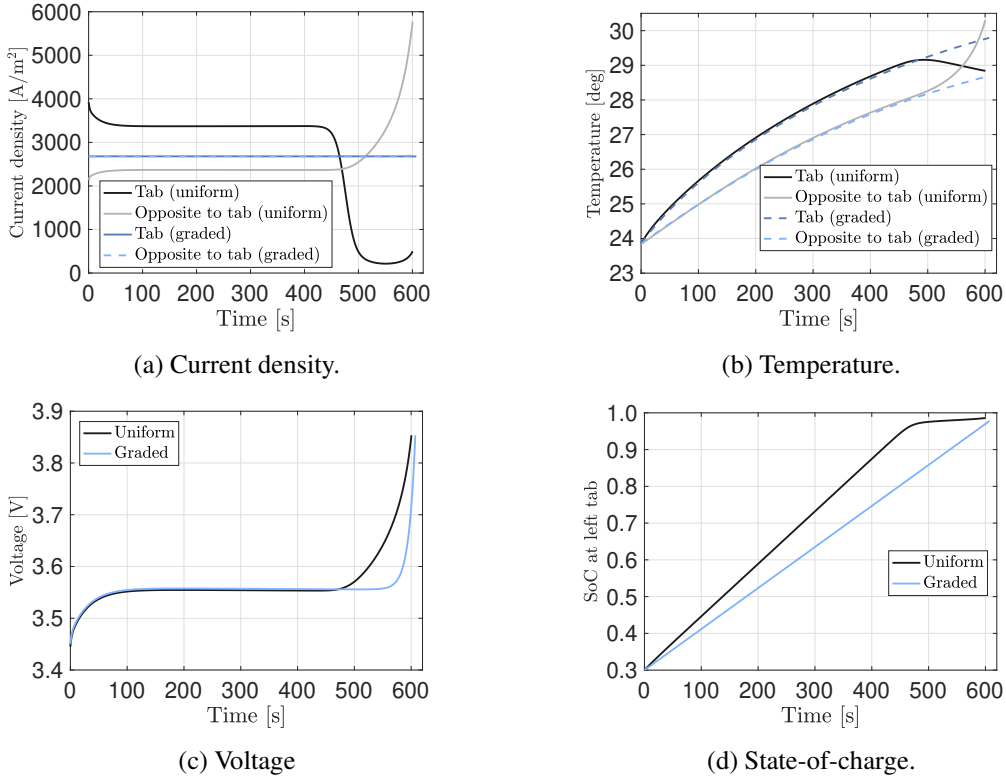 6000
5000
4000
3000
2000
1000
0
Current density [A/m²]
Tab (uniform)
Opposite to tab (uniform)
Tab (graded)
Opposite to tab (graded)
0 100 200 300 400 500 600
Time [s]
(a) Current density.
30
29
28
27
26
25
24
23
Temperature [deg]
Tab (uniform)
Opposite to tab (uniform)
Tab (graded)
Opposite to tab (graded)
0 100 200 300 400 500 600
Time [s]
(b) Temperature.
3.9
3.8
3.7
3.6
3.5
3.4
Voltage [V]
Uniform
Graded
0 100 200 300 400 500 600
Time [s]
(c) Voltage
1.0
0.9
0.8
0.7
0.6
0.5
0.4
0.3
SoC at left tab
Uniform
Graded
0 100 200 300 400 500 600
Time [s]
(d) State-of-charge.